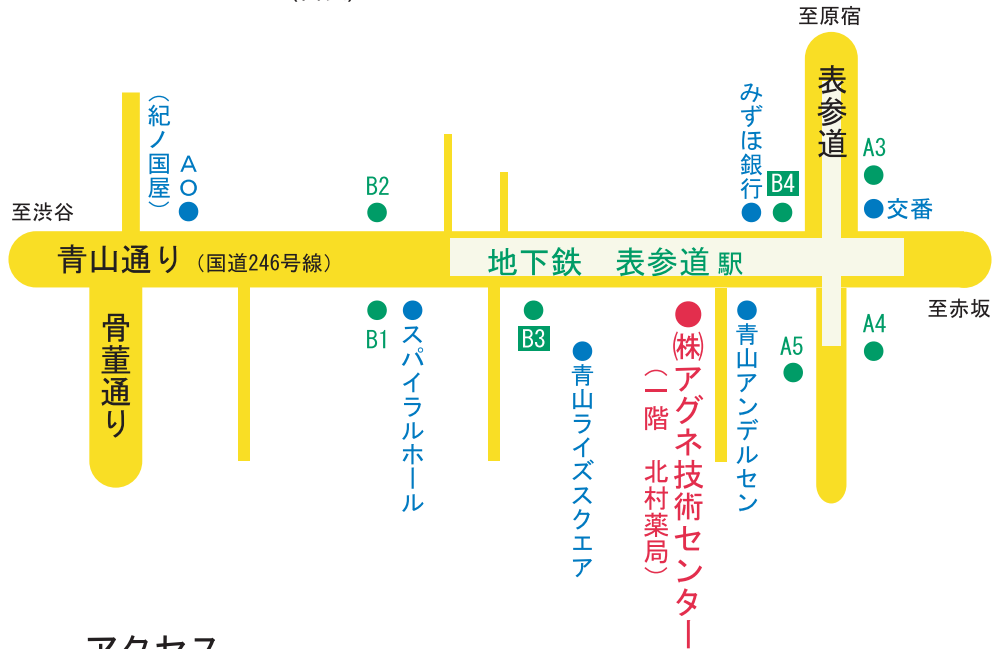 至原宿
表参道
みずほ銀行
B4
A3
交番
(紀ノ国屋)
AO
B2
至渋谷
青山通り(国道246号線)
地下鉄 表参道駅
至赤坂
骨董通り
B1
スパイラルホール
B3
青山ライズスクエア
(株)アグネ技術センター
(一階 北村薬局)
青山アンデルセン
A5
A4
アクセス